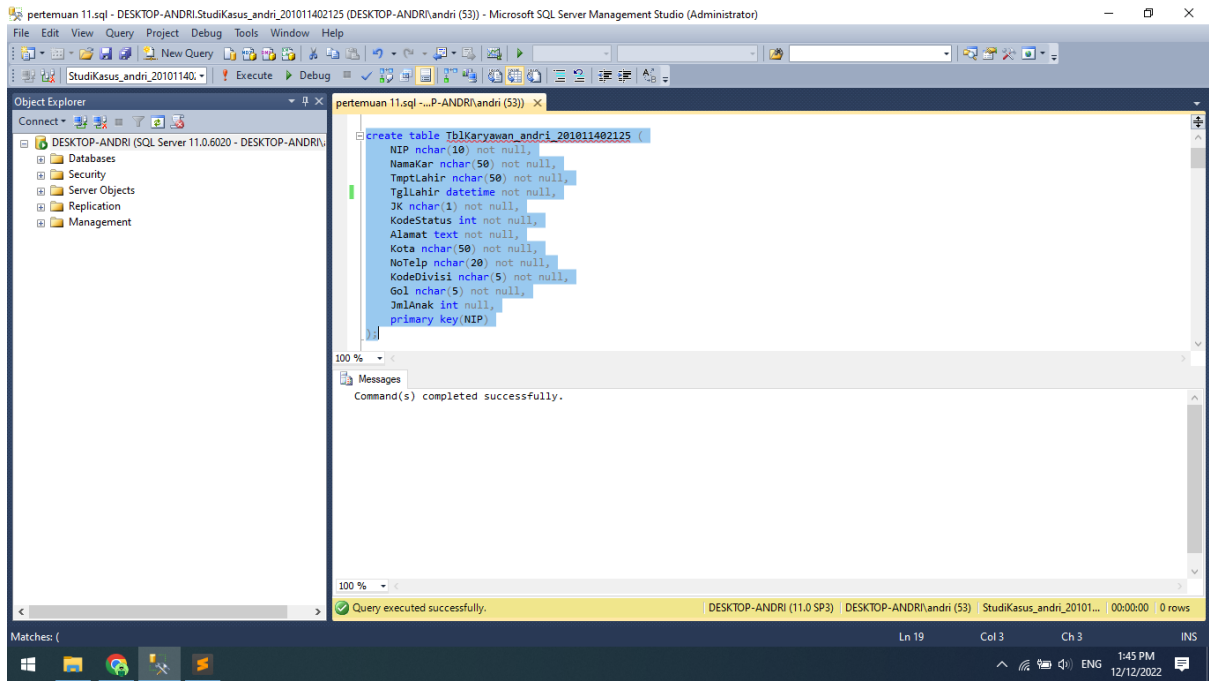 pertemuan 11.sql - DESKTOP-ANDRI.StudiKasus_andri_201011402125 (DESKTOP-ANDRI\andri (53)) - Microsoft SQL Server Management Studio (Administrator)
File Edit View Query Project Debug Tools Window Help
New Query
StudiKasus_andri_20101140 Execute Debug
Object Explorer
Connect
DESKTOP-ANDRI (SQL Server 11.0.6020 - DESKTOP-ANDRI\
Databases
Security
Server Objects
Replication
Management
pertemuan 11.sql -...P-ANDRI\andri (53))
create table TblKaryawan_andri_201011402125 (
NIP nchar(10) not null,
NamaKar nchar(50) not null,
TmptLahir nchar(50) not null,
TglLahir datetime not null,
JK nchar(1) not null,
KodeStatus int not null,
Alamat text not null,
Kota nchar(50) not null,
NoTelp nchar(20) not null,
KodeDivisi nchar(5) not null,
Gol nchar(5) not null,
JmlAnak int null,
primary key(NIP)
);
100 %
Messages
Command(s) completed successfully.
100 %
Query executed successfully. DESKTOP-ANDRI (11.0 SP3) DESKTOP-ANDRI\andri (53) StudiKasus_andri_20101... 00:00:00 0 rows
Matches: ( Ln 19 Col 3 Ch 3 INS
ENG 1:45 PM
12/12/2022